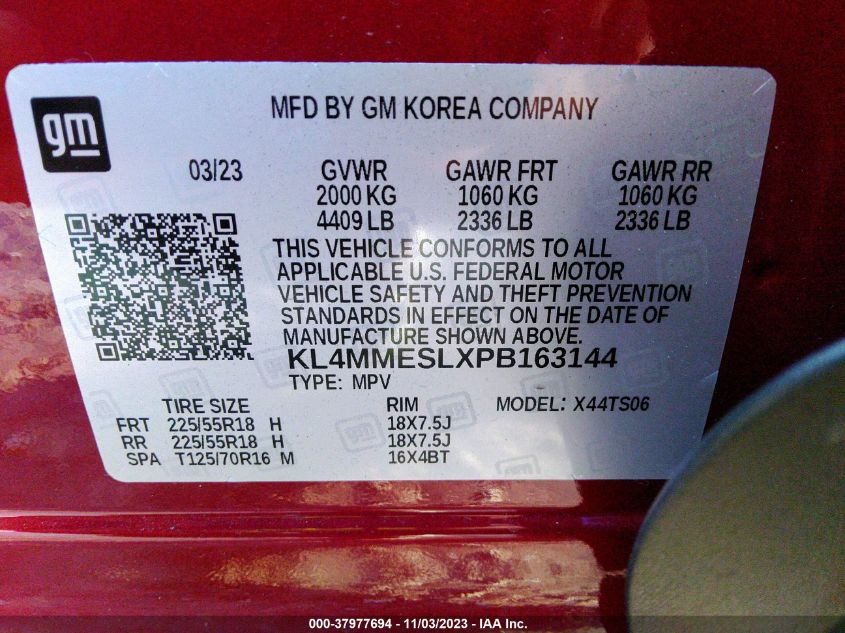 gm
MFD BY GM KOREA COMPANY
03/23 GVWR GAWR FRT GAWR RR
2000 KG 1060 KG 1060 KG
4409 LB 2336 LB 2336 LB
THIS VEHICLE CONFORMS TO ALL
APPLICABLE U.S. FEDERAL MOTOR
VEHICLE SAFETY AND THEFT PREVENTION
STANDARDS IN EFFECT ON THE DATE OF
MANUFACTURE SHOWN ABOVE.
KL4MMESLXPB163144
TYPE: MPV
TIRE SIZE RIM MODEL: X44TS06
FRT 225/55R18 H 18X7.5J
RR 225/55R18 H 18X7.5J
SPA T125/70R16 M 16X4BT
000-37977694 - 11/03/2023 - IAA Inc.